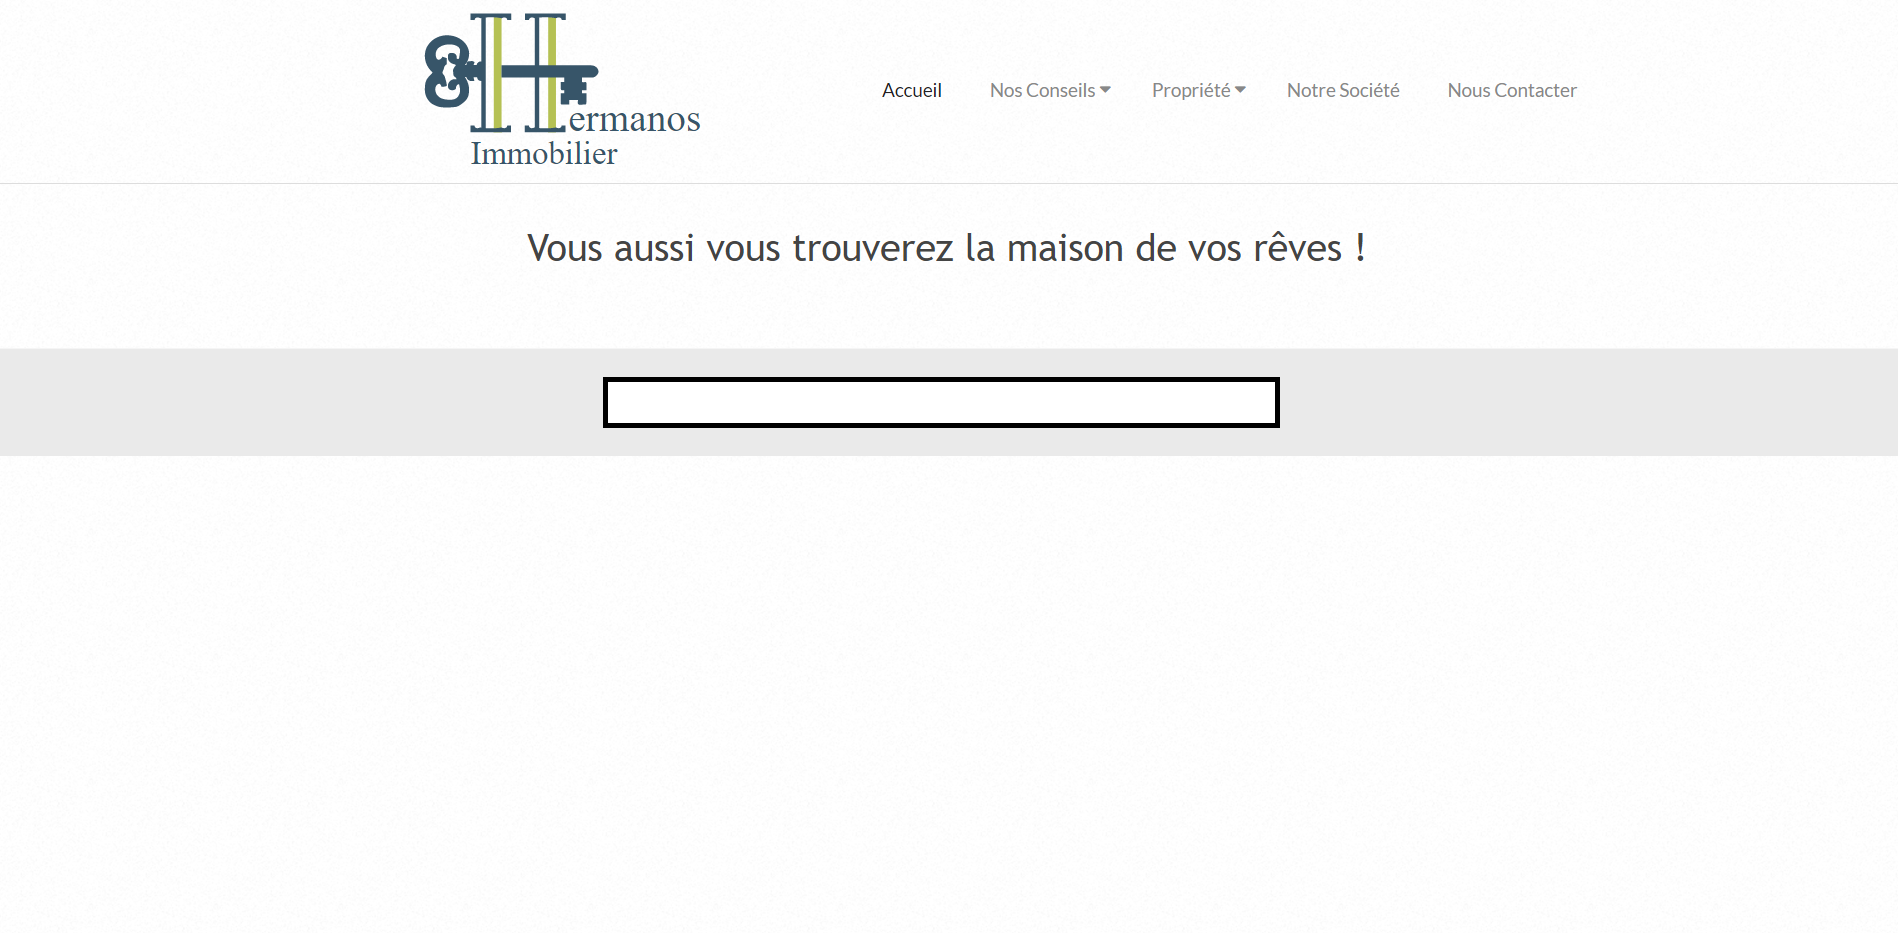 Hermanos
Immobilier
Accueil
Nos Conseils
Propriété
Notre Société
Nous Contacter
Vous aussi vous trouverez la maison de vos rêves !